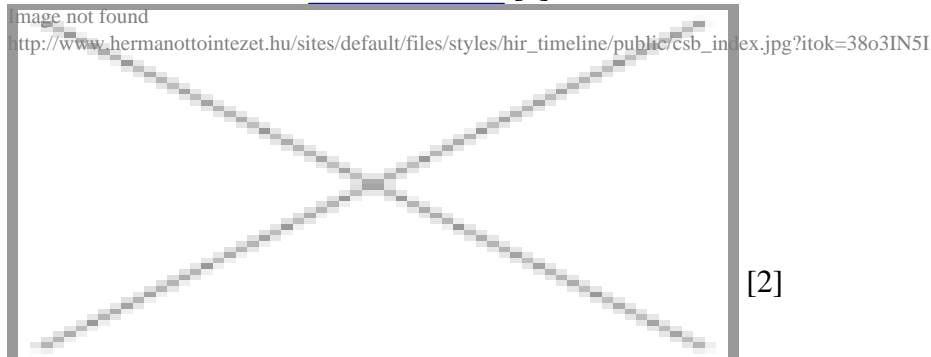 Image not found
http://www.hermanottointezet.hu/sites/default/files/styles/hir_timeline/public/csb_index.jpg?itok=38o3IN5I
[2]